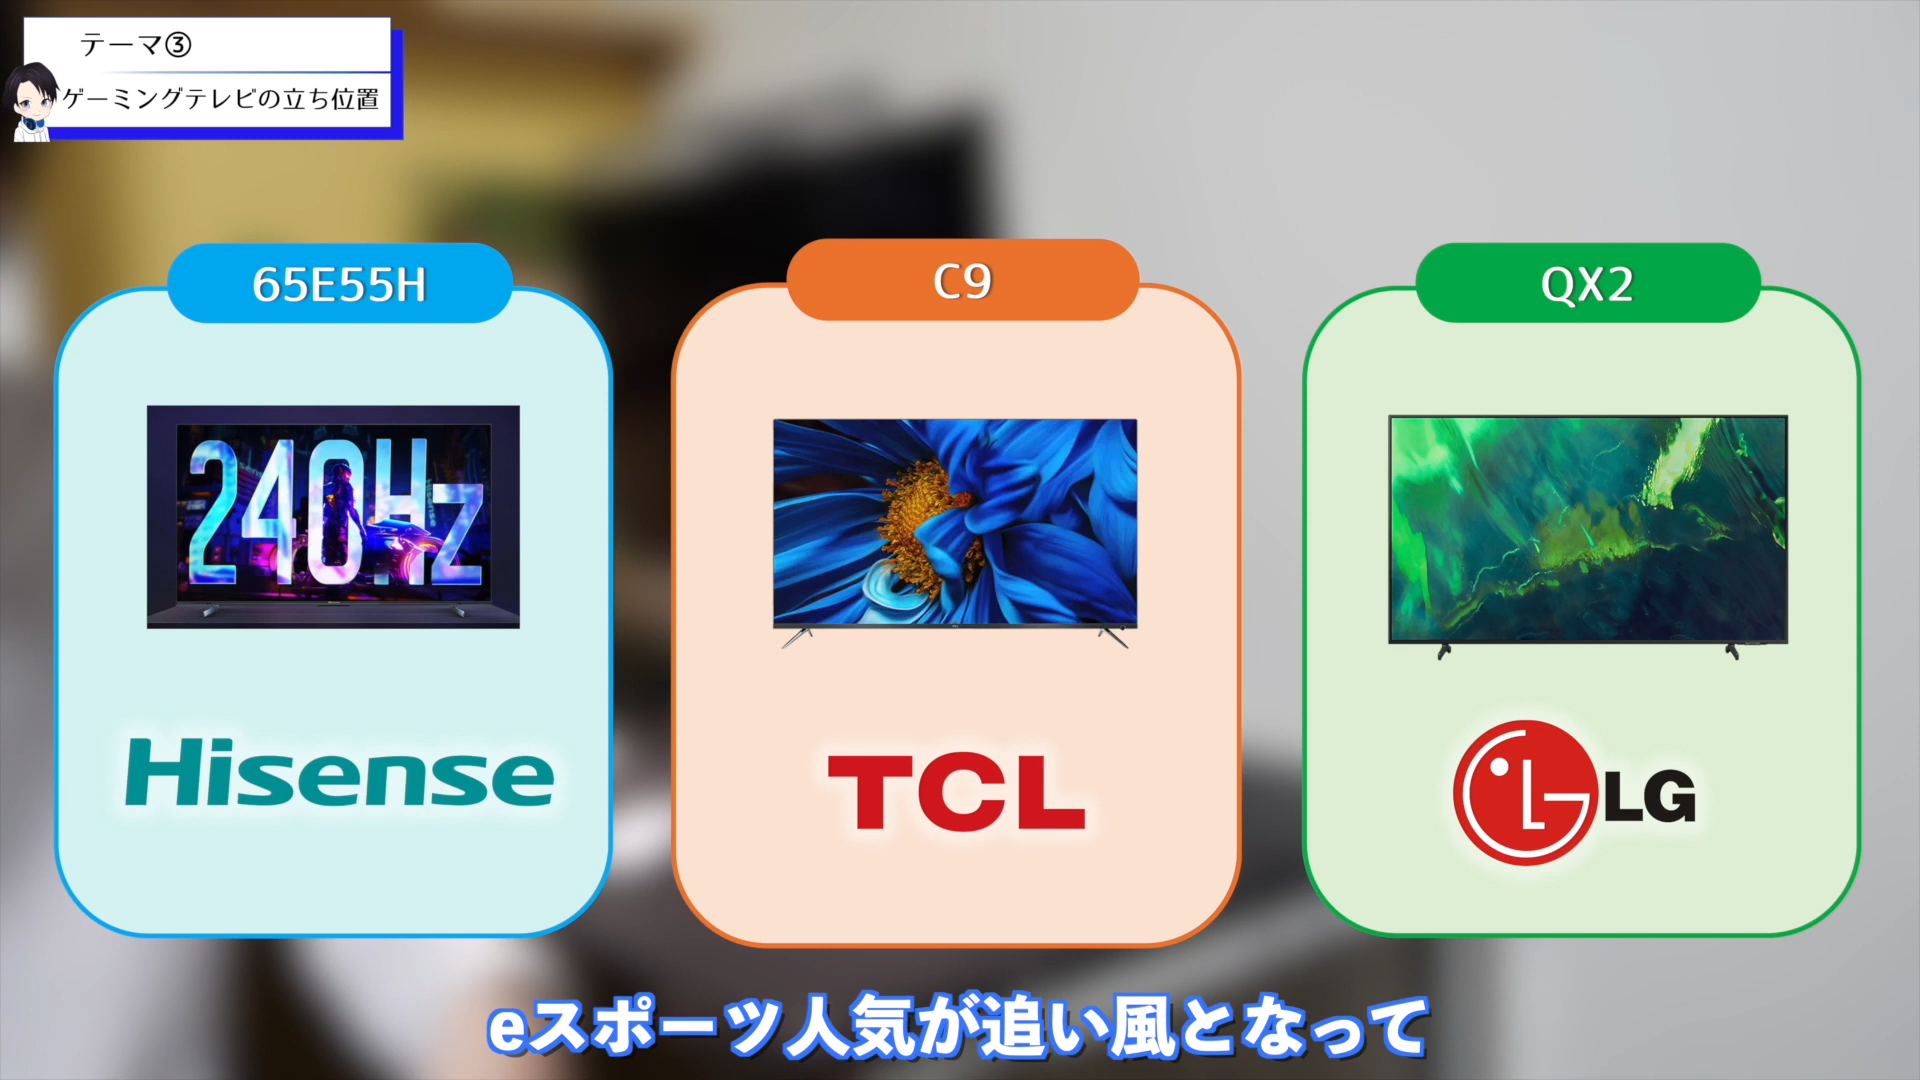 テーマ③
ゲーミングテレビの立ち位置
65E55H
C9
QX2
240Hz
Hisense
TCL
LG
eスポーツ人気が追い風となって